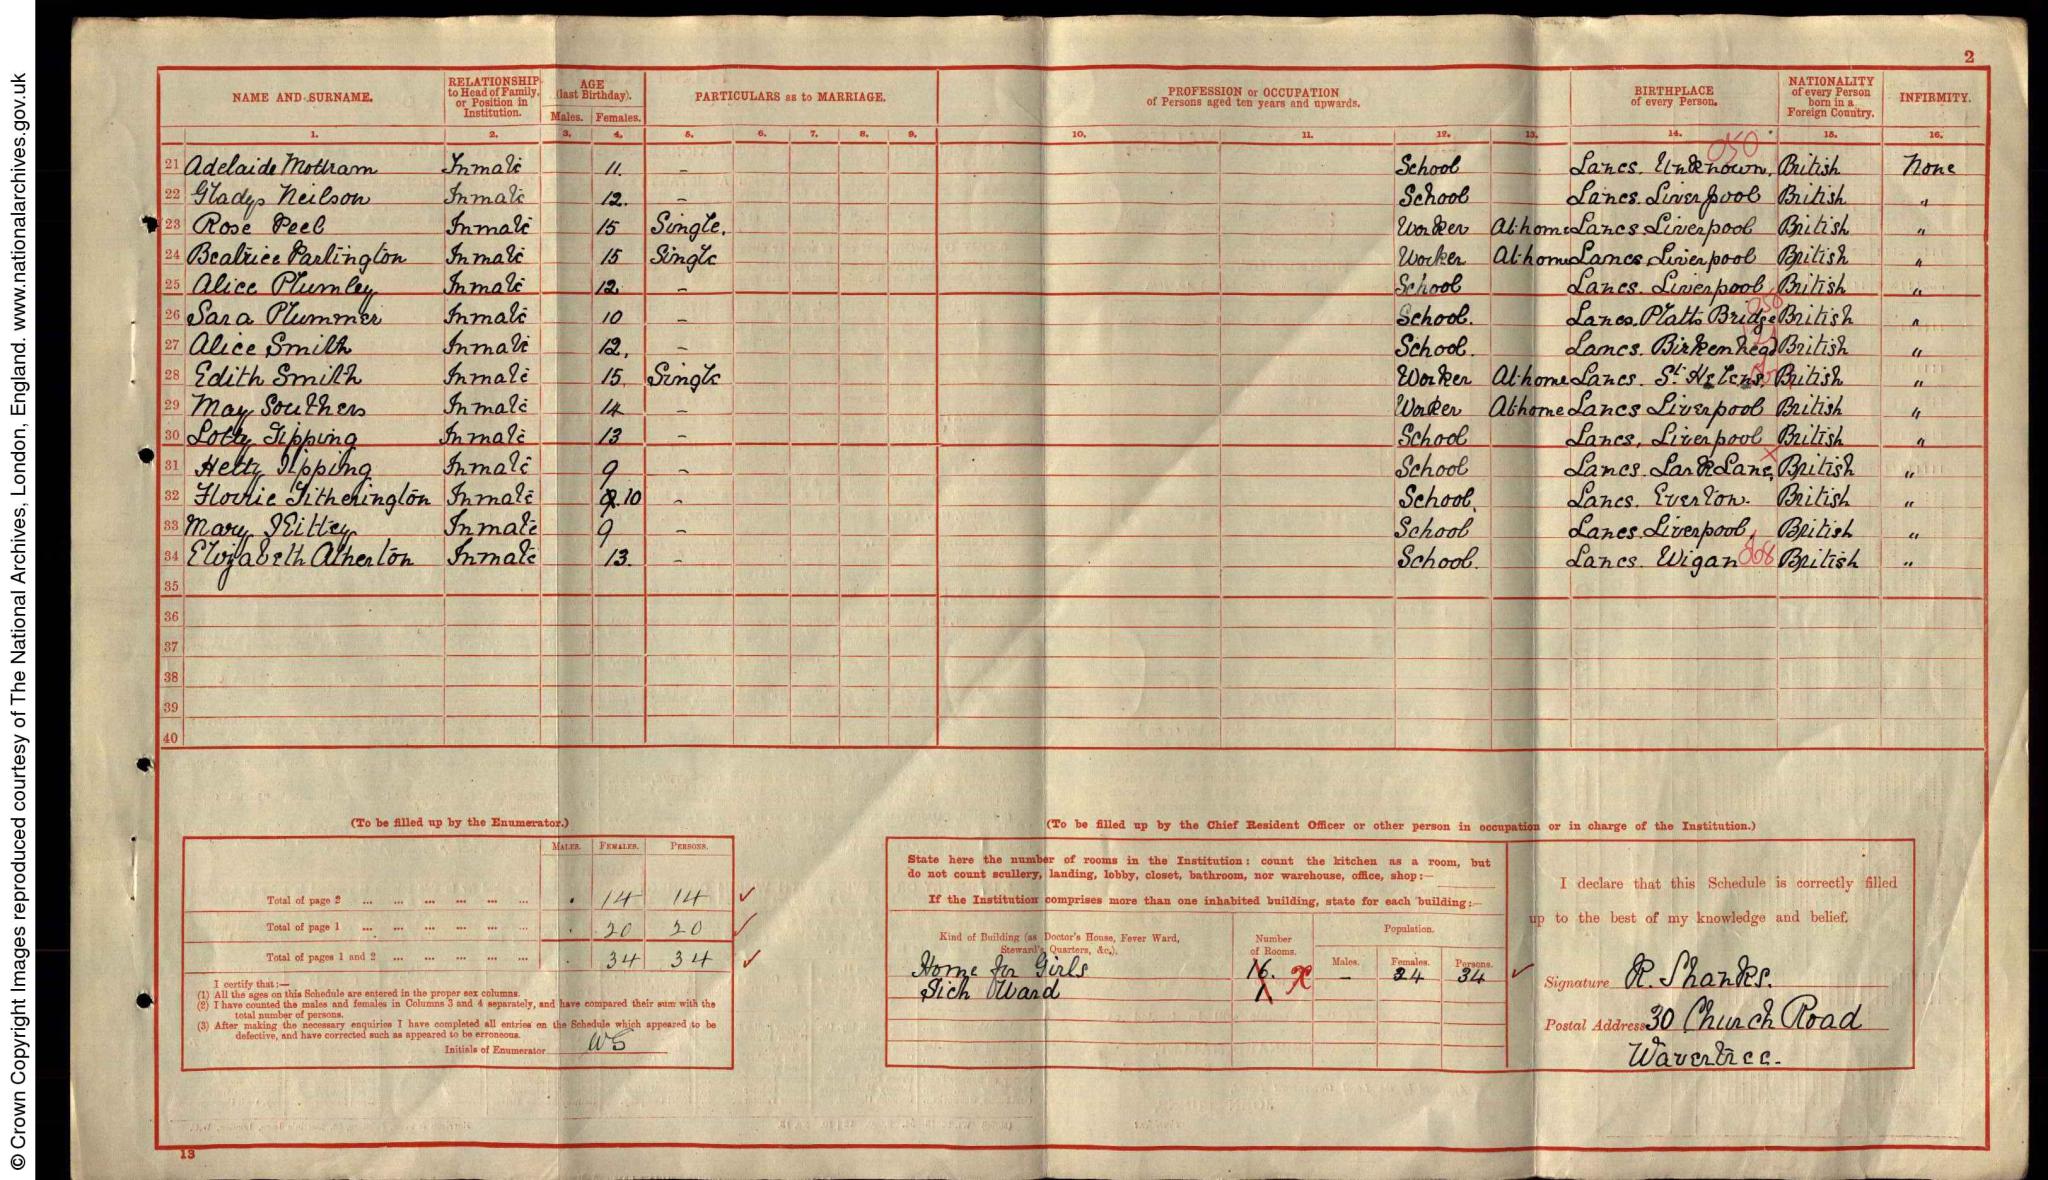 2
NAME AND SURNAME. RELATIONSHIP to Head of Family, or Position in Institution. AGE (last Birthday). Males. Females. PARTICULARS as to MARRIAGE. PROFESSION or OCCUPATION of Persons aged ten years and upwards. BIRTHPLACE of every Person. NATIONALITY of every Person born in a Foreign Country. INFIRMITY.
1. 2. 3. 4. 5. 6. 7. 8. 9. 10. 11. 12. 13. 14. 15. 16.
050
21 Adelaide Mottram Inmate 11. - School Lancs. Unknown. British None
22 Gladys Neilson Inmate 12. - School Lancs. Liverpool British "
23 Rose Peel Inmate 15 Single. Worker At home Lancs Liverpool British "
24 Beatrice Partington Inmate 15 Single Worker At home Lancs Liverpool British "
25 Alice Plumley Inmate 12 - School Lancs. Liverpool British "
26 Sara Plummer Inmate 10 - School. Lancs. Platts Bridge British "
27 Alice Smith Inmate 12. - School. Lancs. Birkenhead British "
28 Edith Smith Inmate 15. Single Worker At home Lancs. St. Helens. British "
29 May Southers Inmate 14 - Worker At home Lancs Liverpool British "
30 Lotty Tipping Inmate 13 - School Lancs. Liverpool British "
31 Hetty Tipping Inmate 9 - School Lancs. Lark Lane, British "
32 Florrie Titherington Inmate 10 - School. Lancs. Everton. British "
33 Mary Inmate 9 - School Lancs. Liverpool, British "
34 Elizabeth Atherton Inmate 13. - School. Lancs. Wigan 068 British "
35
36
37
38
39
40
(To be filled up by the Enumerator.)
MALES. FEMALES. PERSONS.
Total of page 2 ... ... ... ... ... ... . 14 14 ✓
Total of page 1 ... ... ... ... ... ... . 20 20 ✓
Total of pages 1 and 2 ... ... ... ... ... . 34 34 ✓
I certify that:—
(1) All the ages on this Schedule are entered in the proper sex columns.
(2) I have counted the males and females in Columns 3 and 4 separately, and have compared their sum with the
total number of persons.
(3) After making the necessary enquiries I have completed all entries on the Schedule which appeared to be
defective, and have corrected such as appeared to be erroneous.
Initials of Enumerator WS
(To be filled up by the Chief Resident Officer or other person in occupation or in charge of the Institution.)
State here the number of rooms in the Institution: count the kitchen as a room, but
do not count scullery, landing, lobby, closet, bathroom, nor warehouse, office, shop:—
If the Institution comprises more than one inhabited building, state for each building:—
Kind of Building (as Doctor's House, Fever Ward, Steward's Quarters, &c.). Number of Rooms. Population. Males. Females. Persons.
Home for Girls 16. x - 34 34 ✓
Sick Ward 1
I declare that this Schedule is correctly filled
up to the best of my knowledge and belief.
Signature R. Shanks.
Postal Address 30 Church Road
Wavertree.
13
© Crown Copyright Images reproduced courtesy of The National Archives, London, England. www.nationalarchives.gov.uk